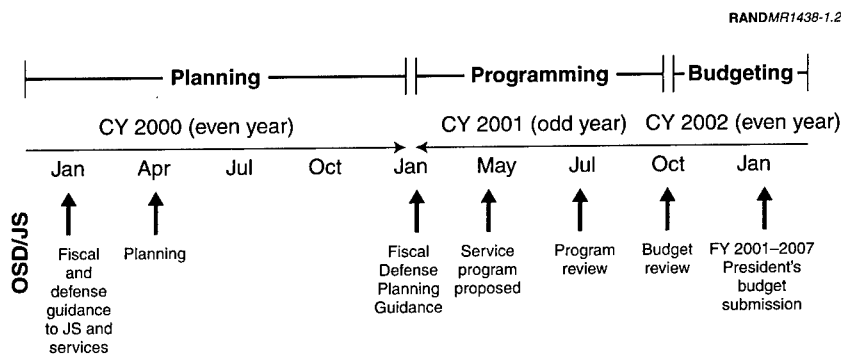 RANDMR1438-1.2
Planning
Programming
Budgeting
CY 2000 (even year)
CY 2001 (odd year)
CY 2002 (even year)
Jan
Apr
Jul
Oct
Jan
May
Jul
Oct
Jan
OSD/JS
Fiscal
and
defense
guidance
to JS and
services
Planning
Fiscal
Defense
Planning
Guidance
Service
program
proposed
Program
review
Budget
review
FY 2001–2007
President's
budget
submission